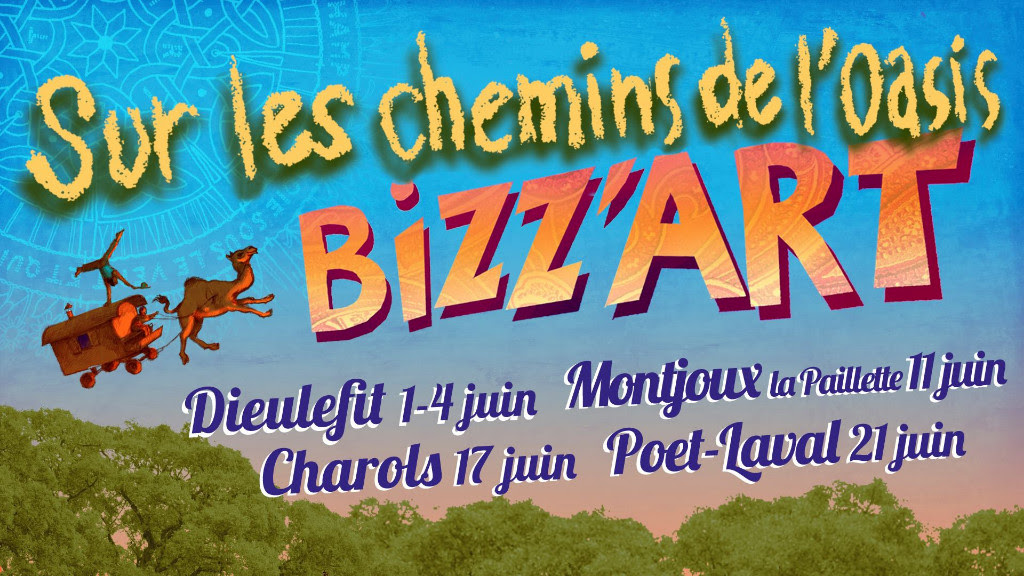 Sur les chemins de l'Oasis
BiZZ'ART
Dieulefit 1-4 juin
Montjoux la Paillette 11 juin
Charols 17 juin
Poet-Laval 21 juin